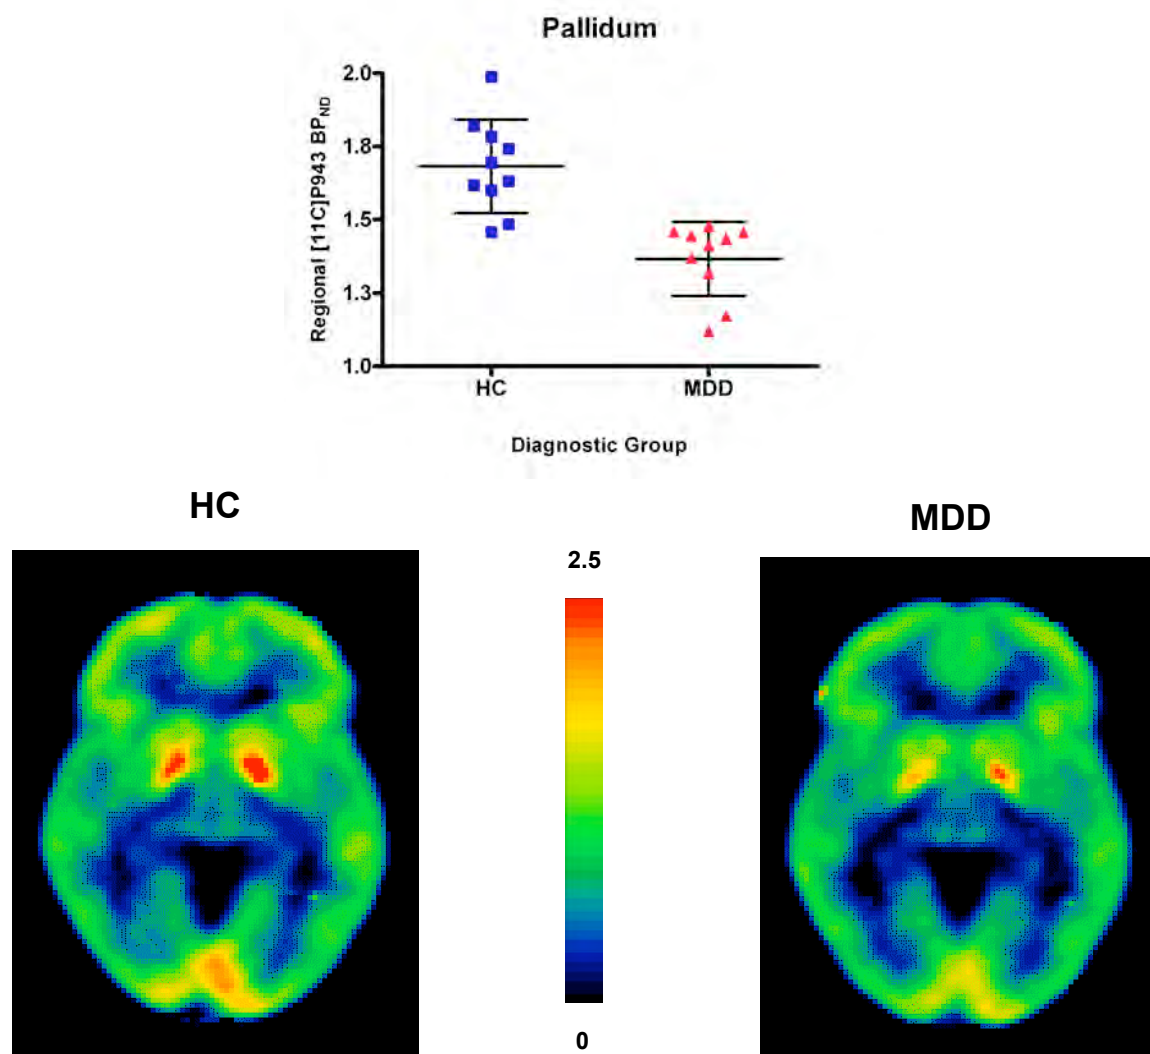 Pallidum
Regional [11C]P943 BPND
2.0
1.8
1.5
1.3
1.0
HC
MDD
Diagnostic Group
HC
MDD
2.5
0